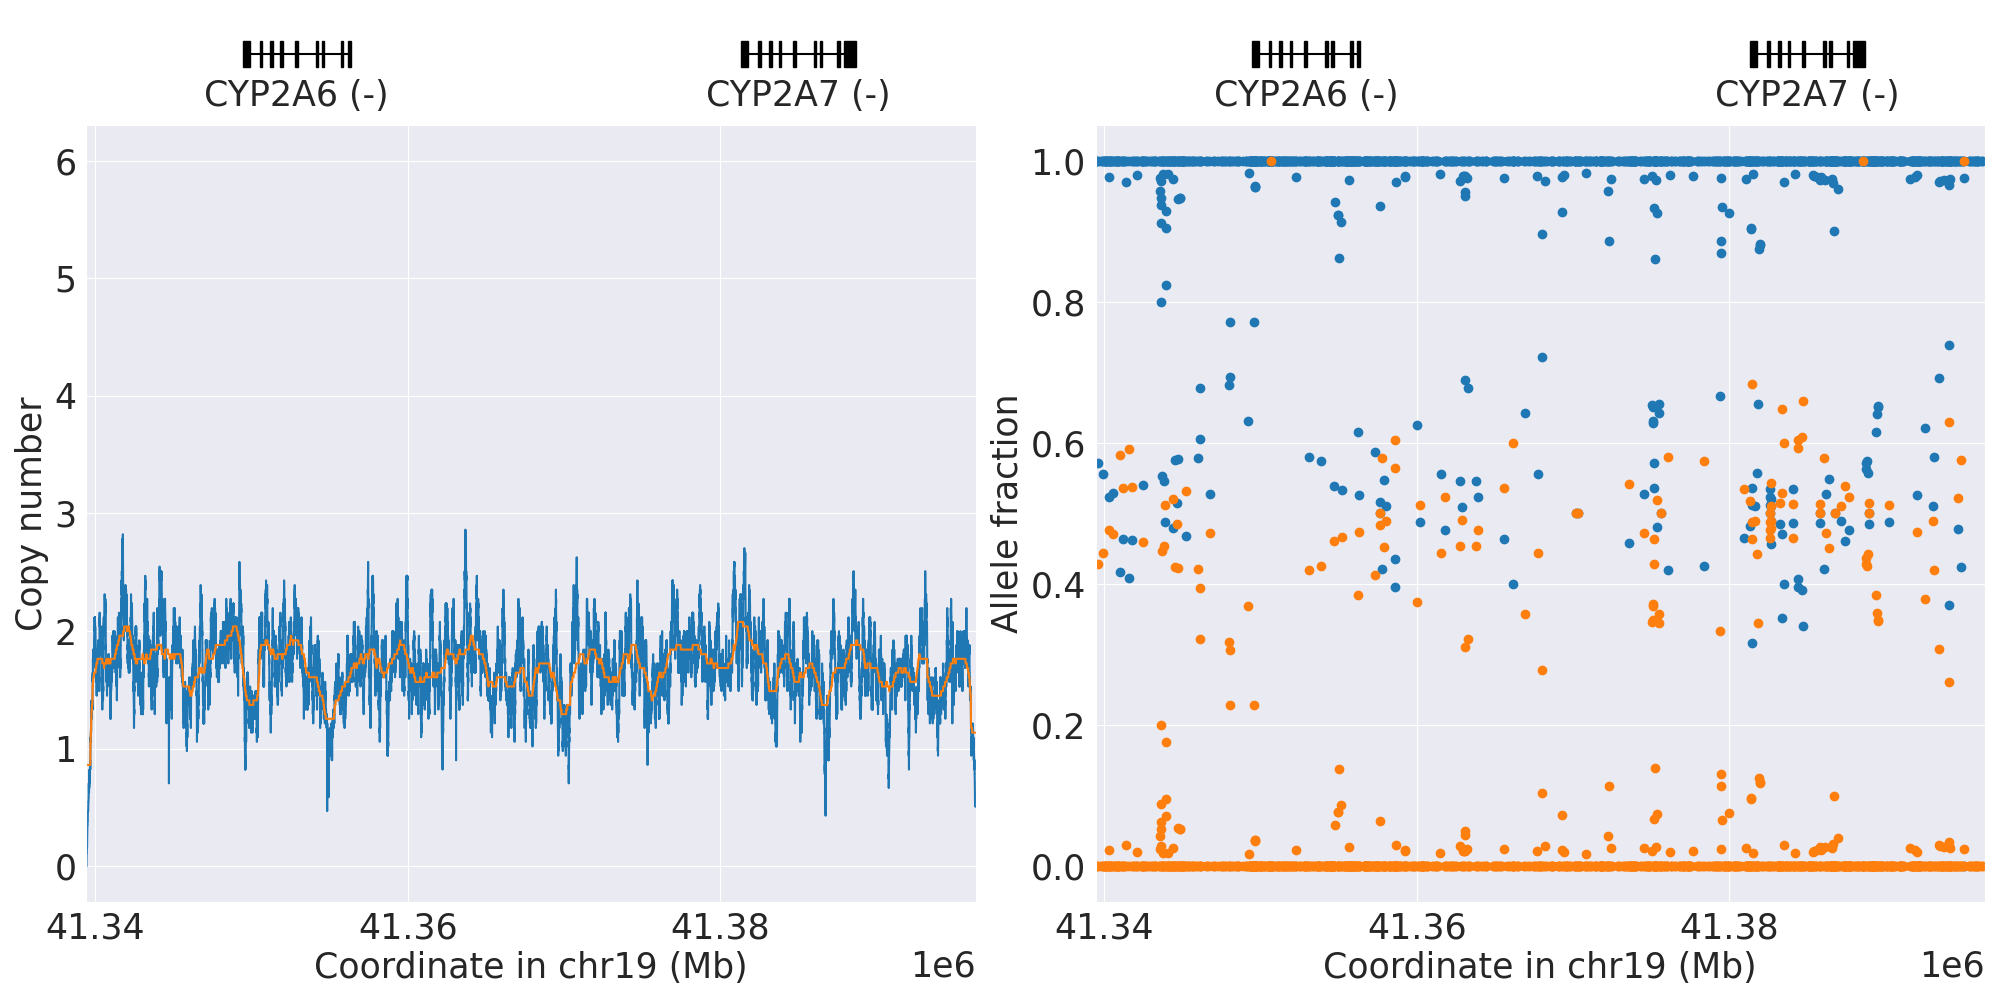 CYP2A6 (-)
CYP2A7 (-)
Copy number
6
5
4
3
2
1
0
41.34
41.36
41.38
Coordinate in chr19 (Mb)
1e6
CYP2A6 (-)
CYP2A7 (-)
Allele fraction
1.0
0.8
0.6
0.4
0.2
0.0
41.34
41.36
41.38
Coordinate in chr19 (Mb)
1e6